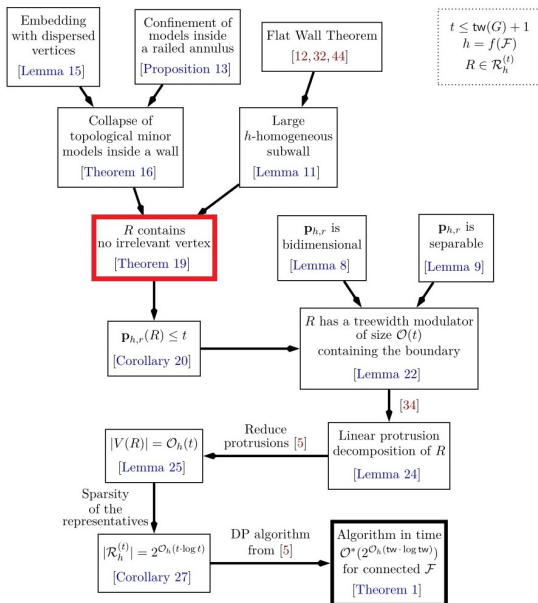 Embedding
with dispersed
vertices
[Lemma 15]
Confinement of
models inside
a railed annulus
[Proposition 13]
Flat Wall Theorem
[12, 32, 44]
t ≤ tw(G) + 1
h = f(ℱ)
R ∈ ℛ_h^{(t)}
Collapse of
topological minor
models inside a wall
[Theorem 16]
Large
h-homogeneous
subwall
[Lemma 11]
R contains
no irrelevant vertex
[Theorem 19]
p_{h,r} is
bidimensional
[Lemma 8]
p_{h,r} is
separable
[Lemma 9]
p_{h,r}(R) ≤ t
[Corollary 20]
R has a treewidth modulator
of size 𝒪(t)
containing the boundary
[Lemma 22]
[34]
Reduce
protrusions [5]
|V(R)| = 𝒪_h(t)
[Lemma 25]
Linear protrusion
decomposition of R
[Lemma 24]
Sparsity
of the
representatives
|ℛ_h^{(t)}| = 2^{𝒪_h(t·log t)}
[Corollary 27]
DP algorithm
from [5]
Algorithm in time
𝒪*(2^{𝒪_h(tw·log tw)})
for connected ℱ
[Theorem 1]